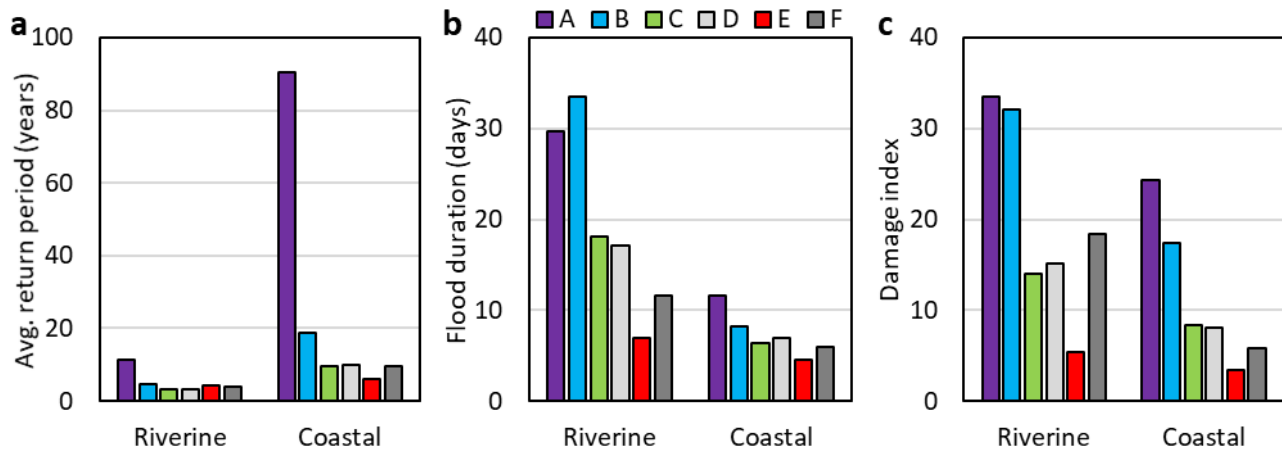 a
Avg. return period (years)
100
80
60
40
20
0
Riverine Coastal
A B C D E F
b
Flood duration (days)
40
30
20
10
0
Riverine Coastal
c
Damage index
40
30
20
10
0
Riverine Coastal